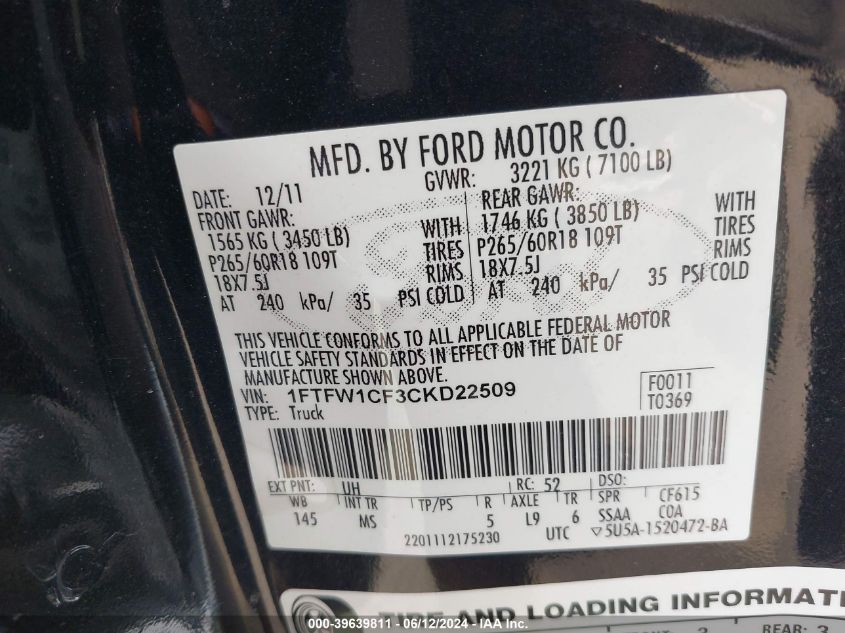 MFD. BY FORD MOTOR CO.
DATE: 12/11 GVWR: 3221 KG ( 7100 LB)
FRONT GAWR: REAR GAWR:
1565 KG ( 3450 LB) WITH 1746 KG ( 3850 LB) WITH
P265/60R18 109T TIRES P265/60R18 109T TIRES
18X7.5J RIMS 18X7.5J RIMS
AT 240 kPa/ 35 PSI COLD AT 240 kPa/ 35 PSI COLD
THIS VEHICLE CONFORMS TO ALL APPLICABLE FEDERAL MOTOR
VEHICLE SAFETY STANDARDS IN EFFECT ON THE DATE OF
MANUFACTURE SHOWN ABOVE.
VIN: 1FTFW1CF3CKD22509 F0011
TYPE: Truck T0369
EXT PNT: UH RC: 52 DSO:
WB INT TR TP/PS R AXLE TR SPR CF615
145 MS 5 L9 6 SSAA COA
2201112175230 UTC ▽5U5A-1520472-BA
TIRE AND LOADING INFORMATI
REAR: 3
000-39639811 - 06/12/2024 - IAA Inc.